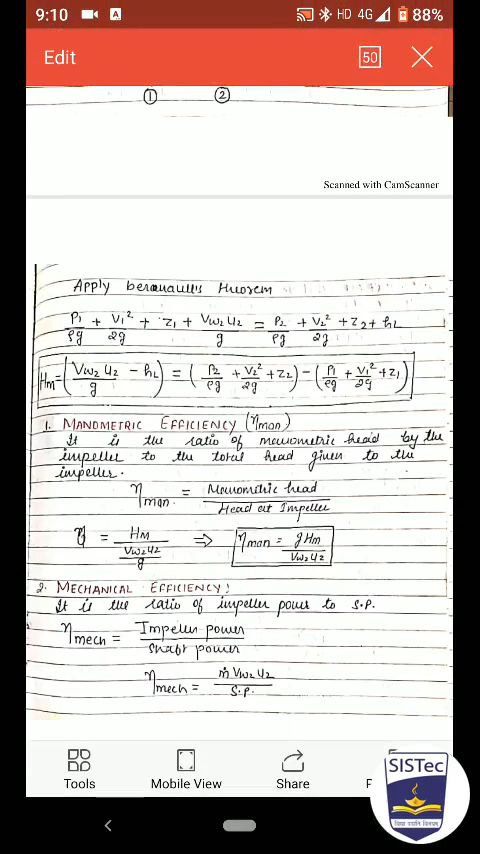 9:10 A HD 4G 88%
Edit 50
① ②
Scanned with CamScanner
Apply bernaullis theorem
P1/ρg + V1²/2g + Z1 + Vw2 U2/g = P2/ρg + V2²/2g + Z2 + hL
Hm = (Vw2 U2/g - hL) = (P2/ρg + V2²/2g + Z2) - (P1/ρg + V1²/2g + Z1)
1. MANOMETRIC EFFICIENCY (ηman)
It is the ratio of manometric head by the
impeller to the total head given to the
impeller.
ηman = Manometric head / Head at Impeller
η = Hm / (Vw2 U2/g) ⇒ ηman = gHm / Vw2 U2
2. MECHANICAL EFFICIENCY:
It is the ratio of impeller power to S.P.
ηmech = Impeller power / Shaft power
ηmech = ṁ Vw2 U2 / S.P.
Tools Mobile View Share
SISTec
विद्या परमं बलम्